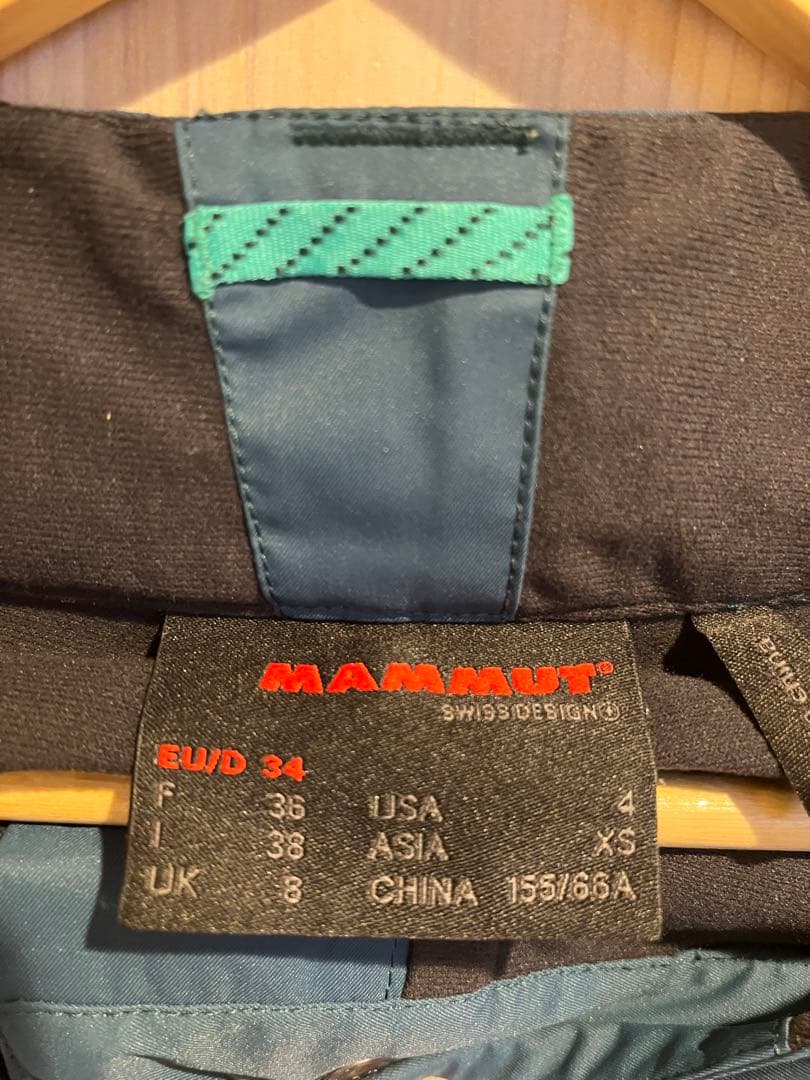 MAMMUT®
SWISS DESIGN
EU/D 34
F 36 USA 4
I 38 ASIA XS
UK 8 CHINA 155/66A